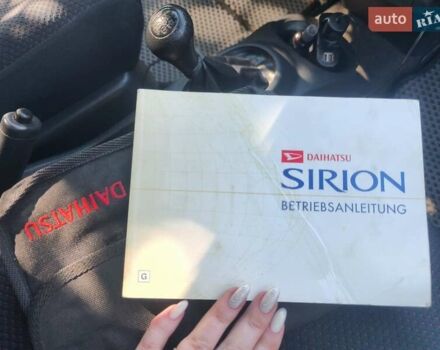 auto RIA
DAIHATSU
SIRION
BETRIEBSANLEITUNG
DAIHATSU
G